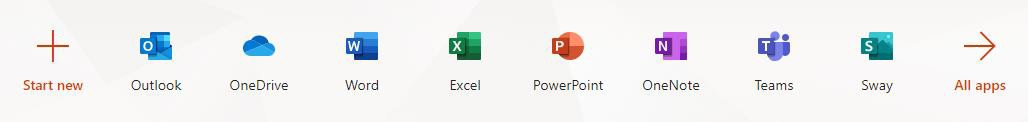 Start new
Outlook
OneDrive
Word
Excel
PowerPoint
OneNote
Teams
Sway
All apps